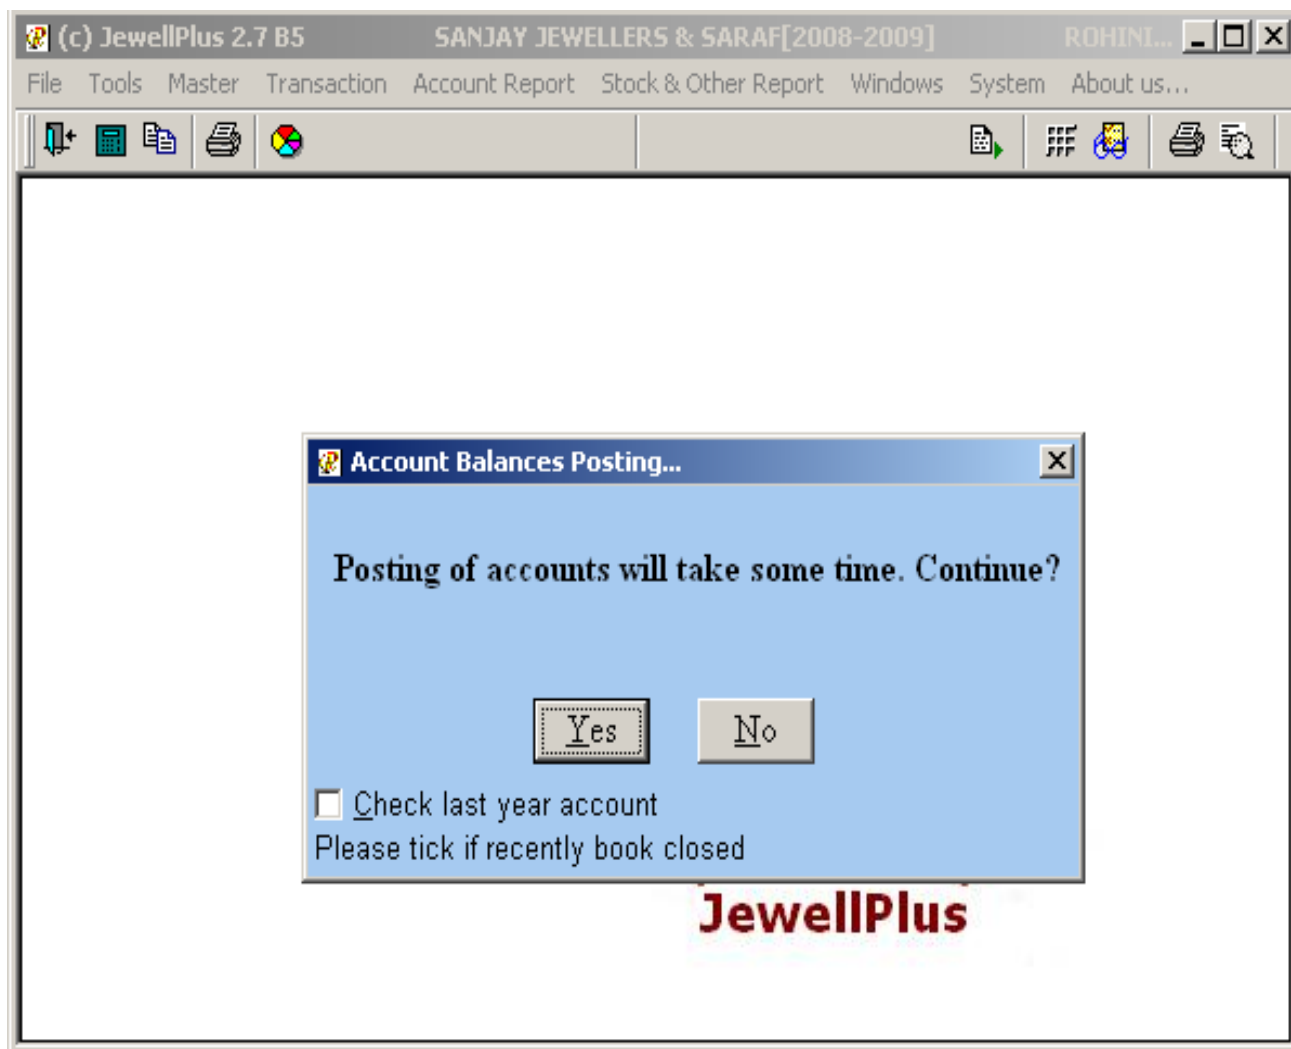 (c) JewellPlus 2.7 B5 SANJAY JEWELLERS & SARAF[2008-2009] ROHINI...
File Tools Master Transaction Account Report Stock & Other Report Windows System About us...
Account Balances Posting...
Posting of accounts will take some time. Continue?
Yes No
Check last year account
Please tick if recently book closed
JewellPlus